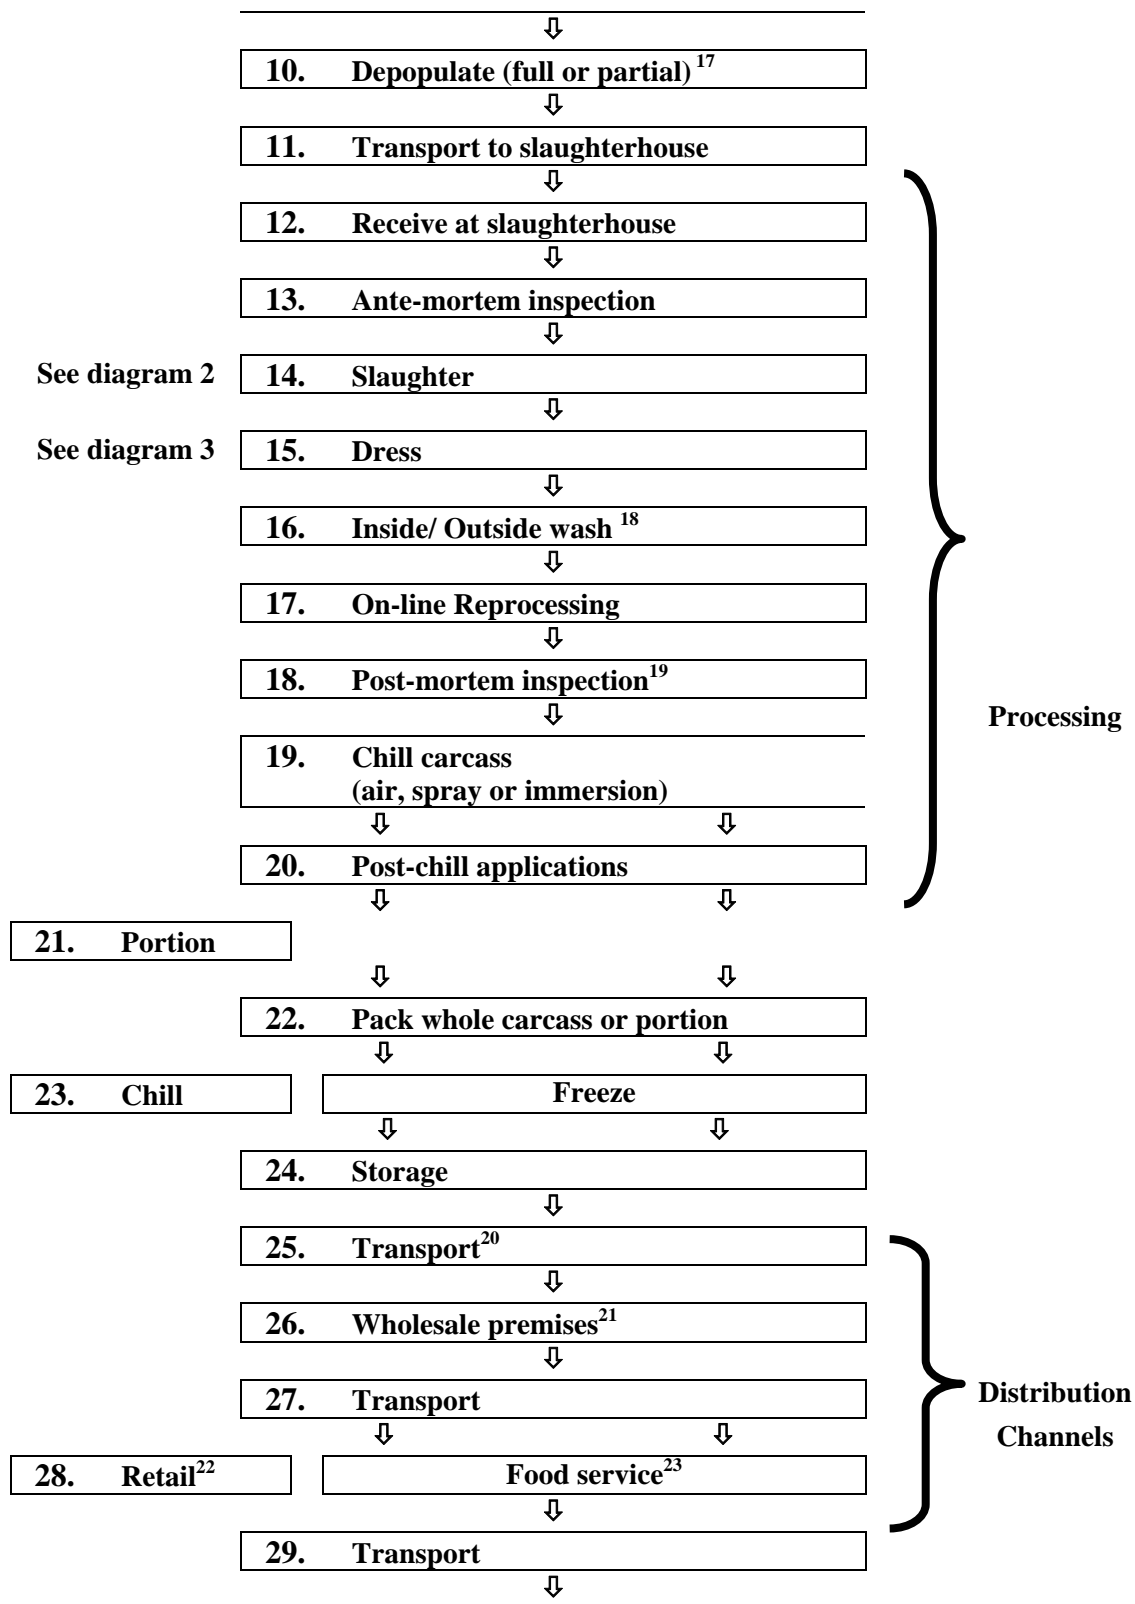 10. Depopulate (full or partial) 17
11. Transport to slaughterhouse
12. Receive at slaughterhouse
13. Ante-mortem inspection
See diagram 2
14. Slaughter
See diagram 3
15. Dress
16. Inside/ Outside wash 18
17. On-line Reprocessing
18. Post-mortem inspection19
Processing
19. Chill carcass
(air, spray or immersion)
20. Post-chill applications
21. Portion
22. Pack whole carcass or portion
23. Chill
Freeze
24. Storage
25. Transport20
26. Wholesale premises21
27. Transport
Distribution
Channels
28. Retail22
Food service23
29. Transport